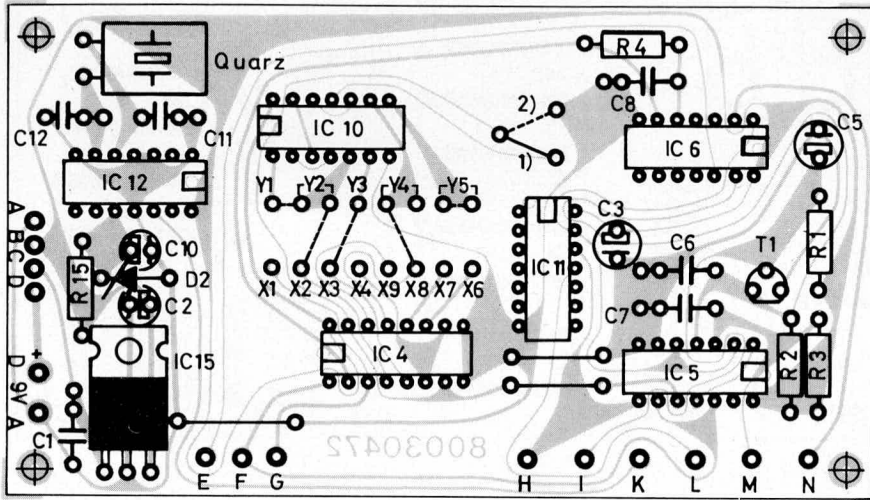 Quarz
R4
C8
C12
C11
IC 10
2)
1)
IC 6
C5
IC 12
Y1 Y2 Y3 Y4 Y5
A
B
C
D
C10
R 15
D2
C2
X1 X2 X3 X4 X9 X8 X7 X6
IC 11
C3
C6
C7
T1
R1
IC15
IC 4
IC 5
R2
R3
+
D 9V A
C1
80030472
E F G
H I K L M N